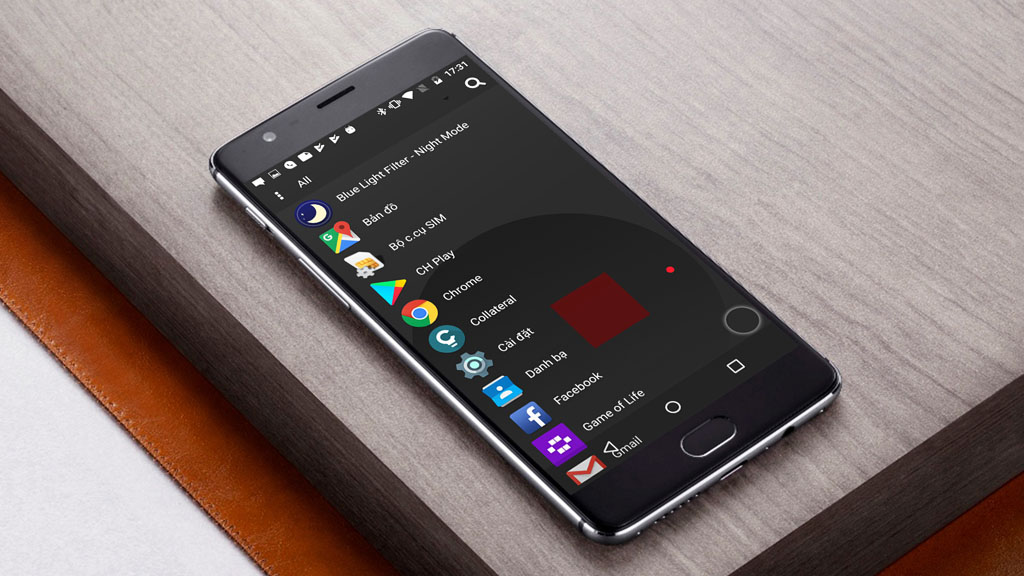 17:31
All
Blue Light Filter - Night Mode
Bản đồ
Bộ c.cụ SIM
CH Play
Chrome
Collateral
Cài đặt
Danh bạ
Facebook
Game of Life
Gmail